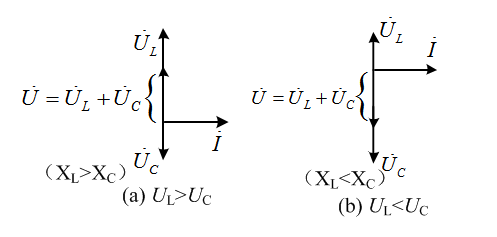 U̇_L
U̇ = U̇_L + U̇_C
İ
U̇_C
（X_L>X_C）
(a) U_L>U_C
U̇_L
İ
U̇ = U̇_L + U̇_C
U̇_C
(X_L<X_C)
(b) U_L<U_C